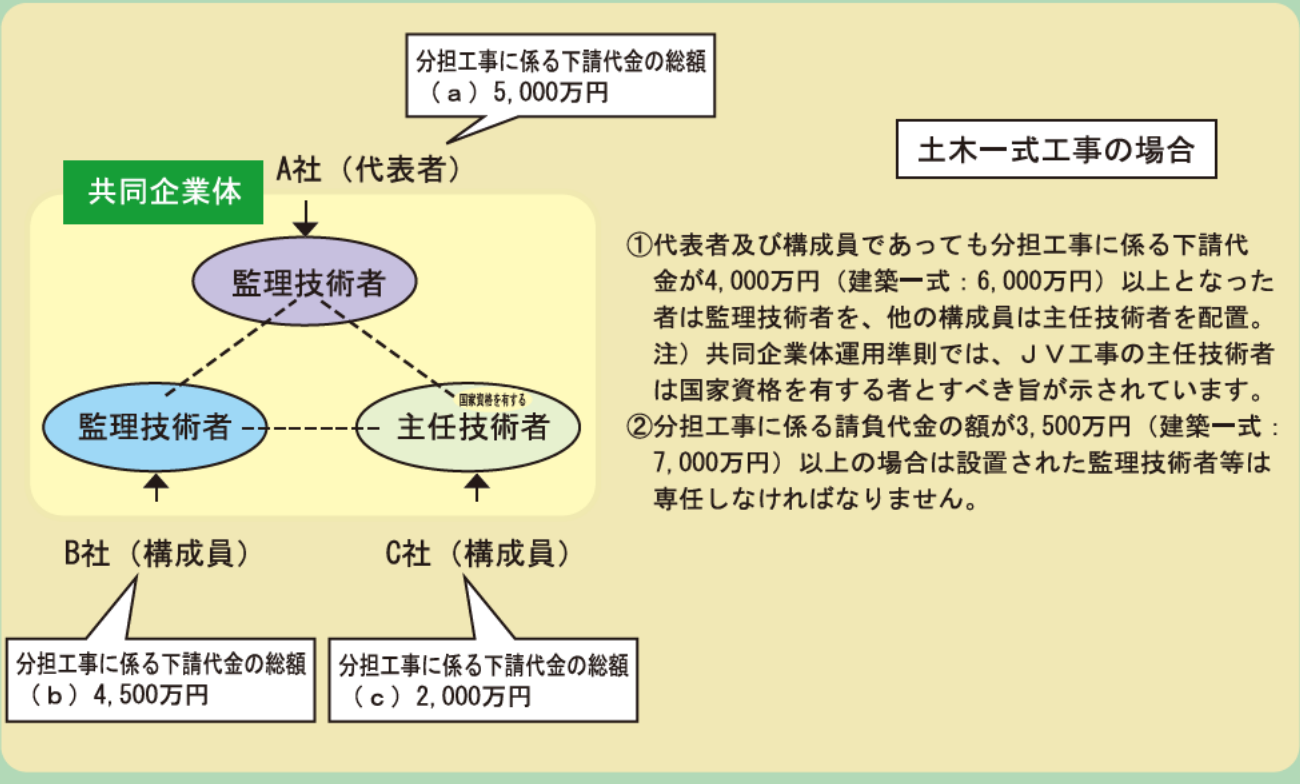 分担工事に係る下請代金の総額
（ａ）5,000万円
土木一式工事の場合
A社（代表者）
共同企業体
監理技術者
監理技術者
国家資格を有する
主任技術者
B社（構成員）
C社（構成員）
分担工事に係る下請代金の総額
（ｂ）4,500万円
分担工事に係る下請代金の総額
（ｃ）2,000万円
①代表者及び構成員であっても分担工事に係る下請代
金が4,000万円（建築一式：6,000万円）以上となった
者は監理技術者を、他の構成員は主任技術者を配置。
注）共同企業体運用準則では、ＪＶ工事の主任技術者
は国家資格を有する者とすべき旨が示されています。
②分担工事に係る請負代金の額が3,500万円（建築一式：
7,000万円）以上の場合は設置された監理技術者等は
専任しなければなりません。